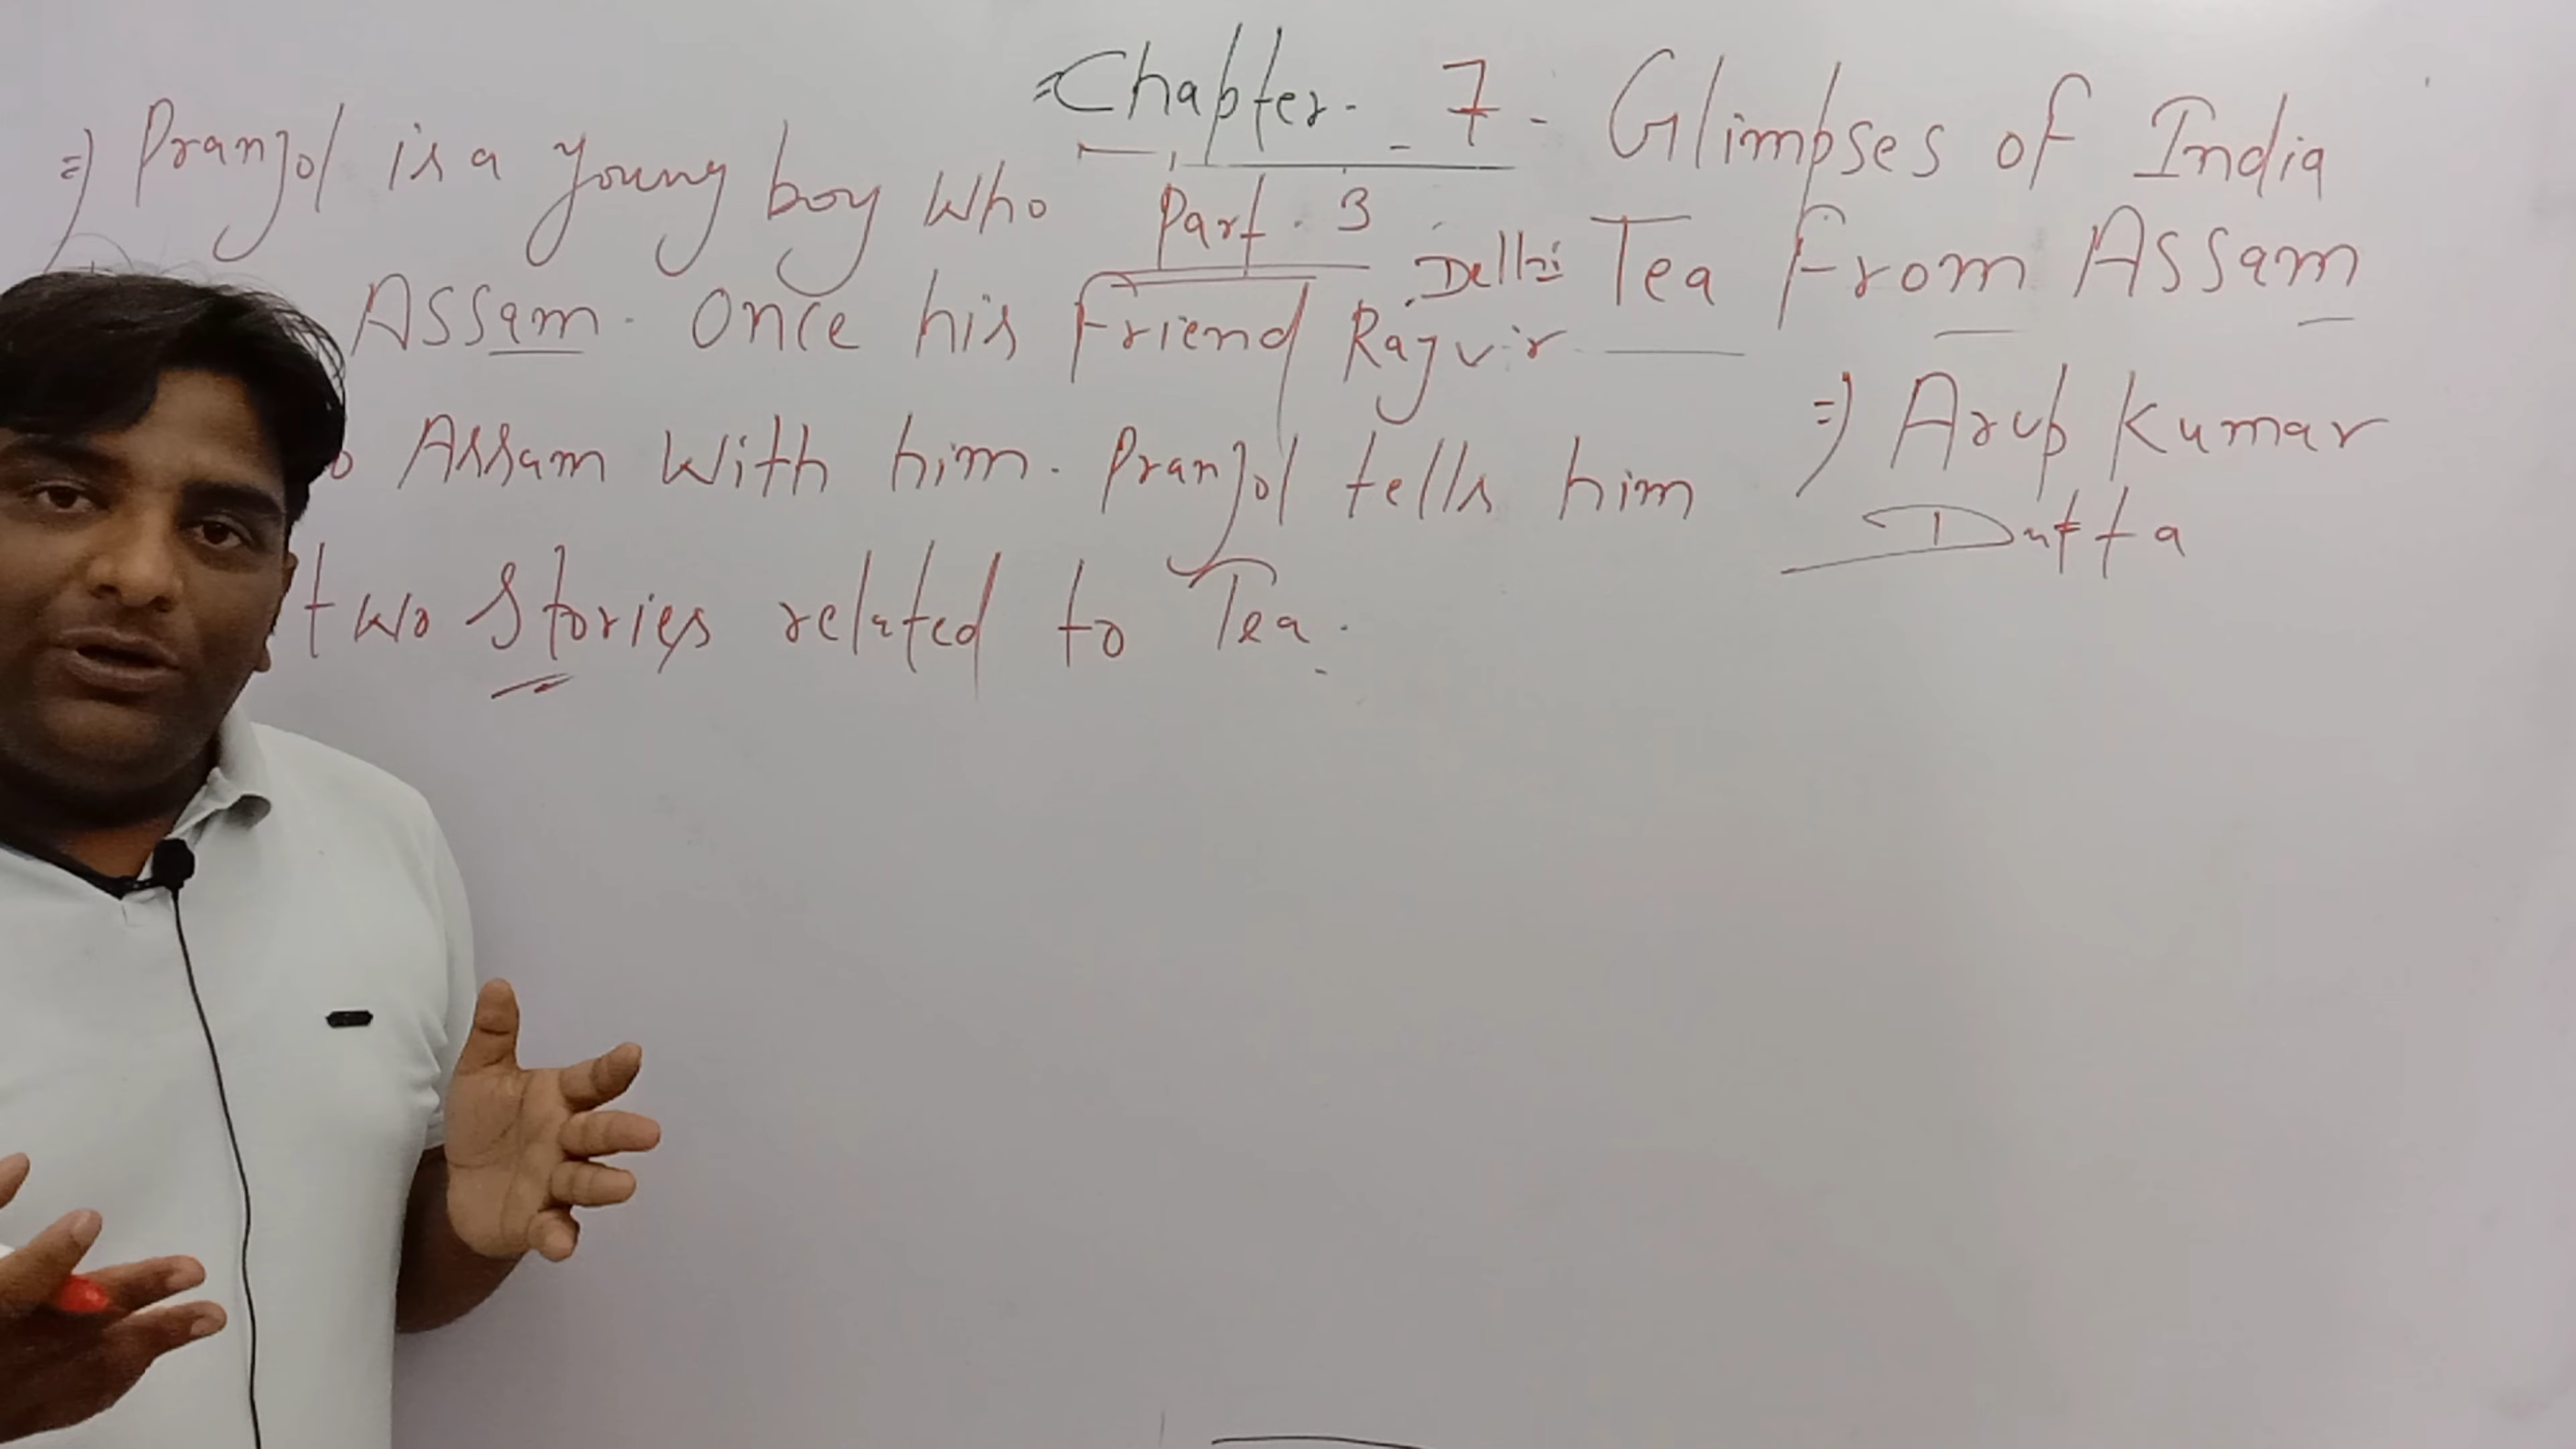 =Chapter - 7 - Glimpses of India
Part . 3
Tea From Assam
=) Arup Kumar
Dutta
=) Pranjol is a young boy who
Assam. Once his Friend Rajvir
Delhi
Assam with him. Pranjol tells him
two Stories related to Tea.